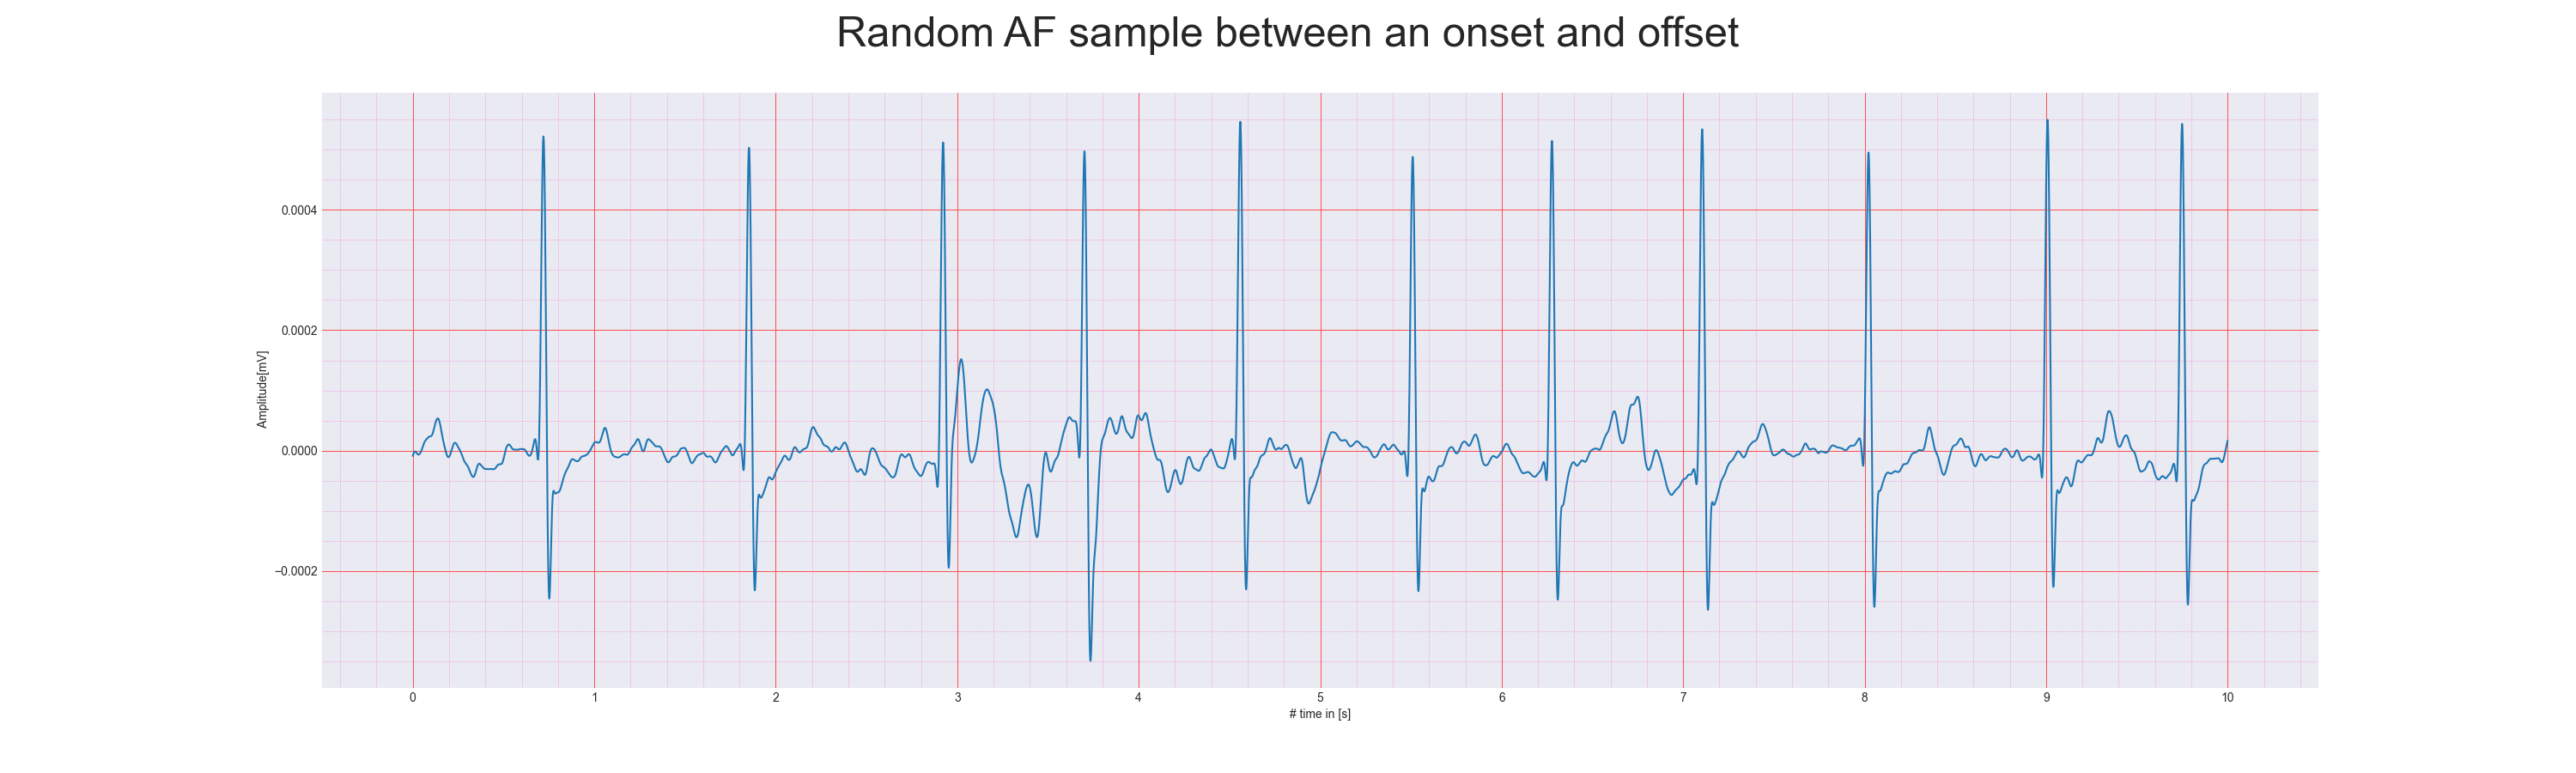 Random AF sample between an onset and offset
0.0004
0.0002
0.0000
−0.0002
Amplitude[mV]
0 1 2 3 4 5 6 7 8 9 10
# time in [s]